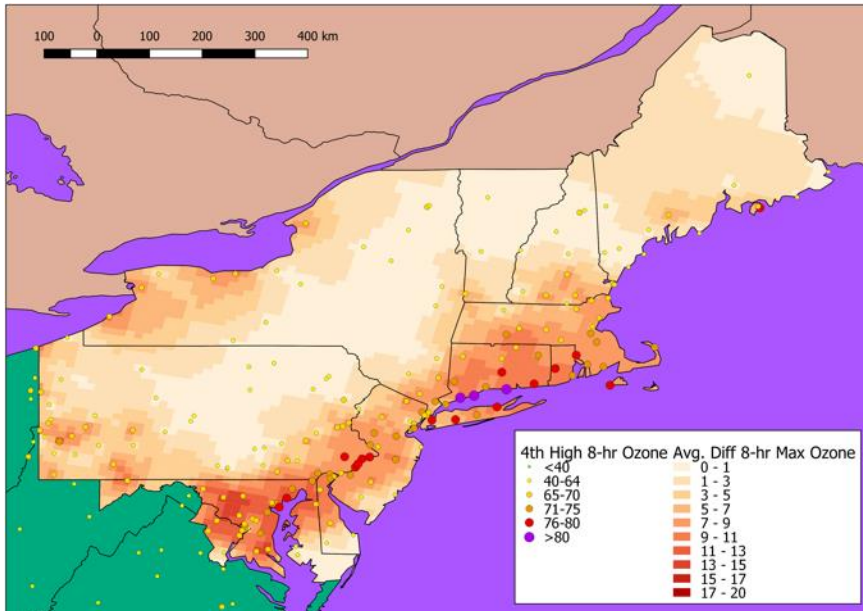 100 0 100 200 300 400 km
4th High 8-hr Ozone
<40
40-64
65-70
71-75
76-80
>80
Avg. Diff 8-hr Max Ozone
0 - 1
1 - 3
3 - 5
5 - 7
7 - 9
9 - 11
11 - 13
13 - 15
15 - 17
17 - 20